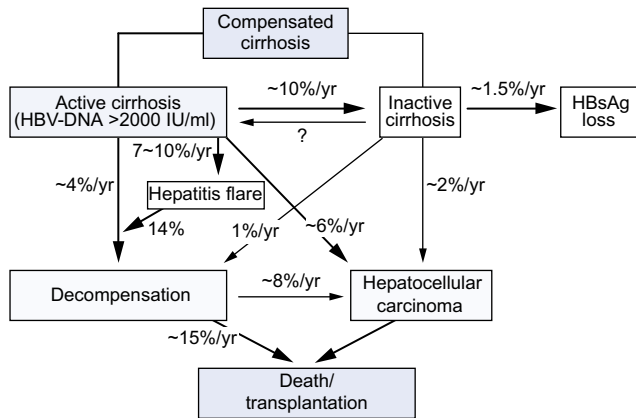 Compensated
cirrhosis
~10%/yr
~1.5%/yr
Active cirrhosis
(HBV-DNA >2000 IU/ml)
Inactive
cirrhosis
HBsAg
loss
?
7~10%/yr
~4%/yr
Hepatitis flare
~2%/yr
14%
1%/yr
~6%/yr
Decompensation
~8%/yr
Hepatocellular
carcinoma
~15%/yr
Death/
transplantation